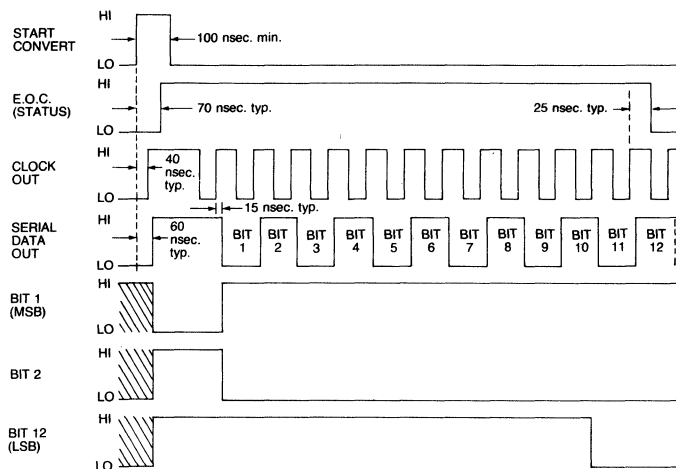 HI
START
CONVERT
100 nsec. min.
LO
HI
E.O.C.
(STATUS)
70 nsec. typ.
25 nsec. typ.
LO
HI
CLOCK
OUT
40
nsec.
typ.
LO
15 nsec. typ.
HI
SERIAL
DATA
OUT
60
nsec.
typ.
BIT
1
BIT
2
BIT
3
BIT
4
BIT
5
BIT
6
BIT
7
BIT
8
BIT
9
BIT
10
BIT
11
BIT
12
LO
HI
BIT 1
(MSB)
LO
HI
BIT 2
LO
HI
BIT 12
(LSB)
LO